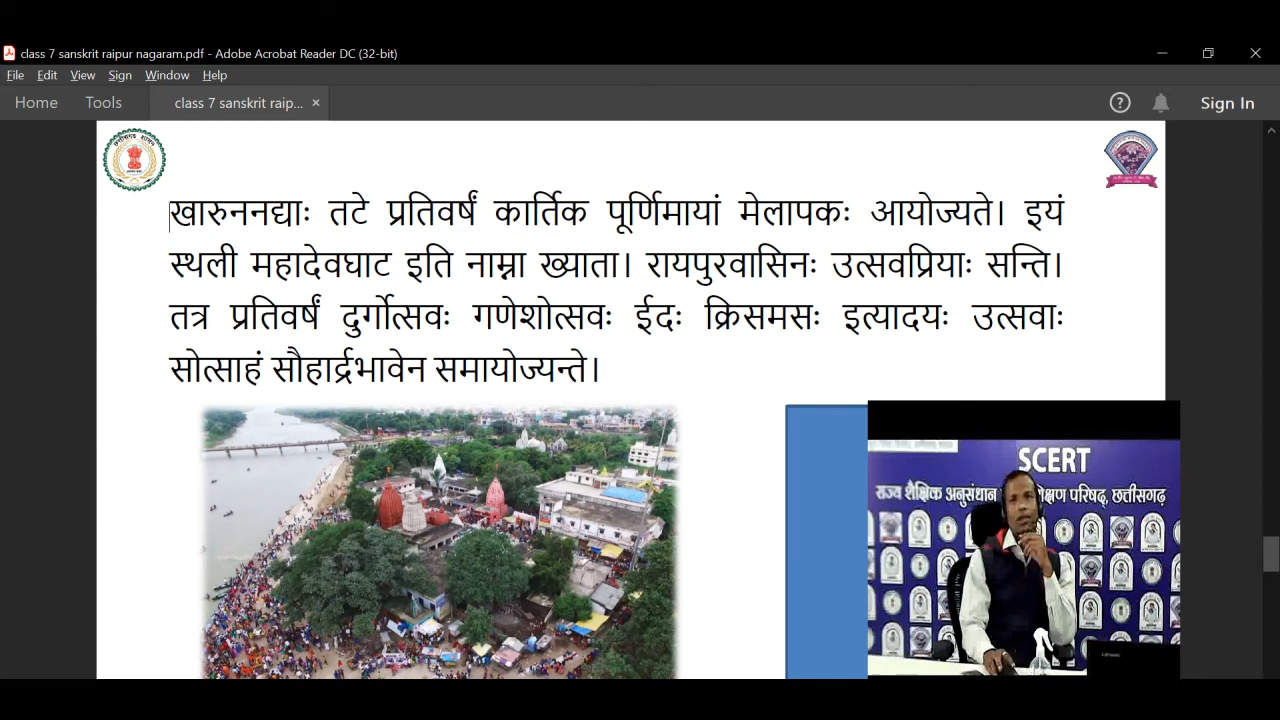 class 7 sanskrit raipur nagaram.pdf - Adobe Acrobat Reader DC (32-bit)
File Edit View Sign Window Help
Home Tools class 7 sanskrit raip... × Sign In
खारुननद्याः तटे प्रतिवर्षं कार्तिक पूर्णिमायां मेलापकः आयोज्यते। इयं
स्थली महादेवघाट इति नाम्ना ख्याता। रायपुरवासिनः उत्सवप्रियाः सन्ति।
तत्र प्रतिवर्षं दुर्गोत्सवः गणेशोत्सवः ईदः क्रिसमसः इत्यादयः उत्सवाः
सोत्साहं सौहार्द्रभावेन समायोज्यन्ते।
SCERT
राज्य शैक्षिक अनुसंधान परिषद्, छत्तीसगढ़